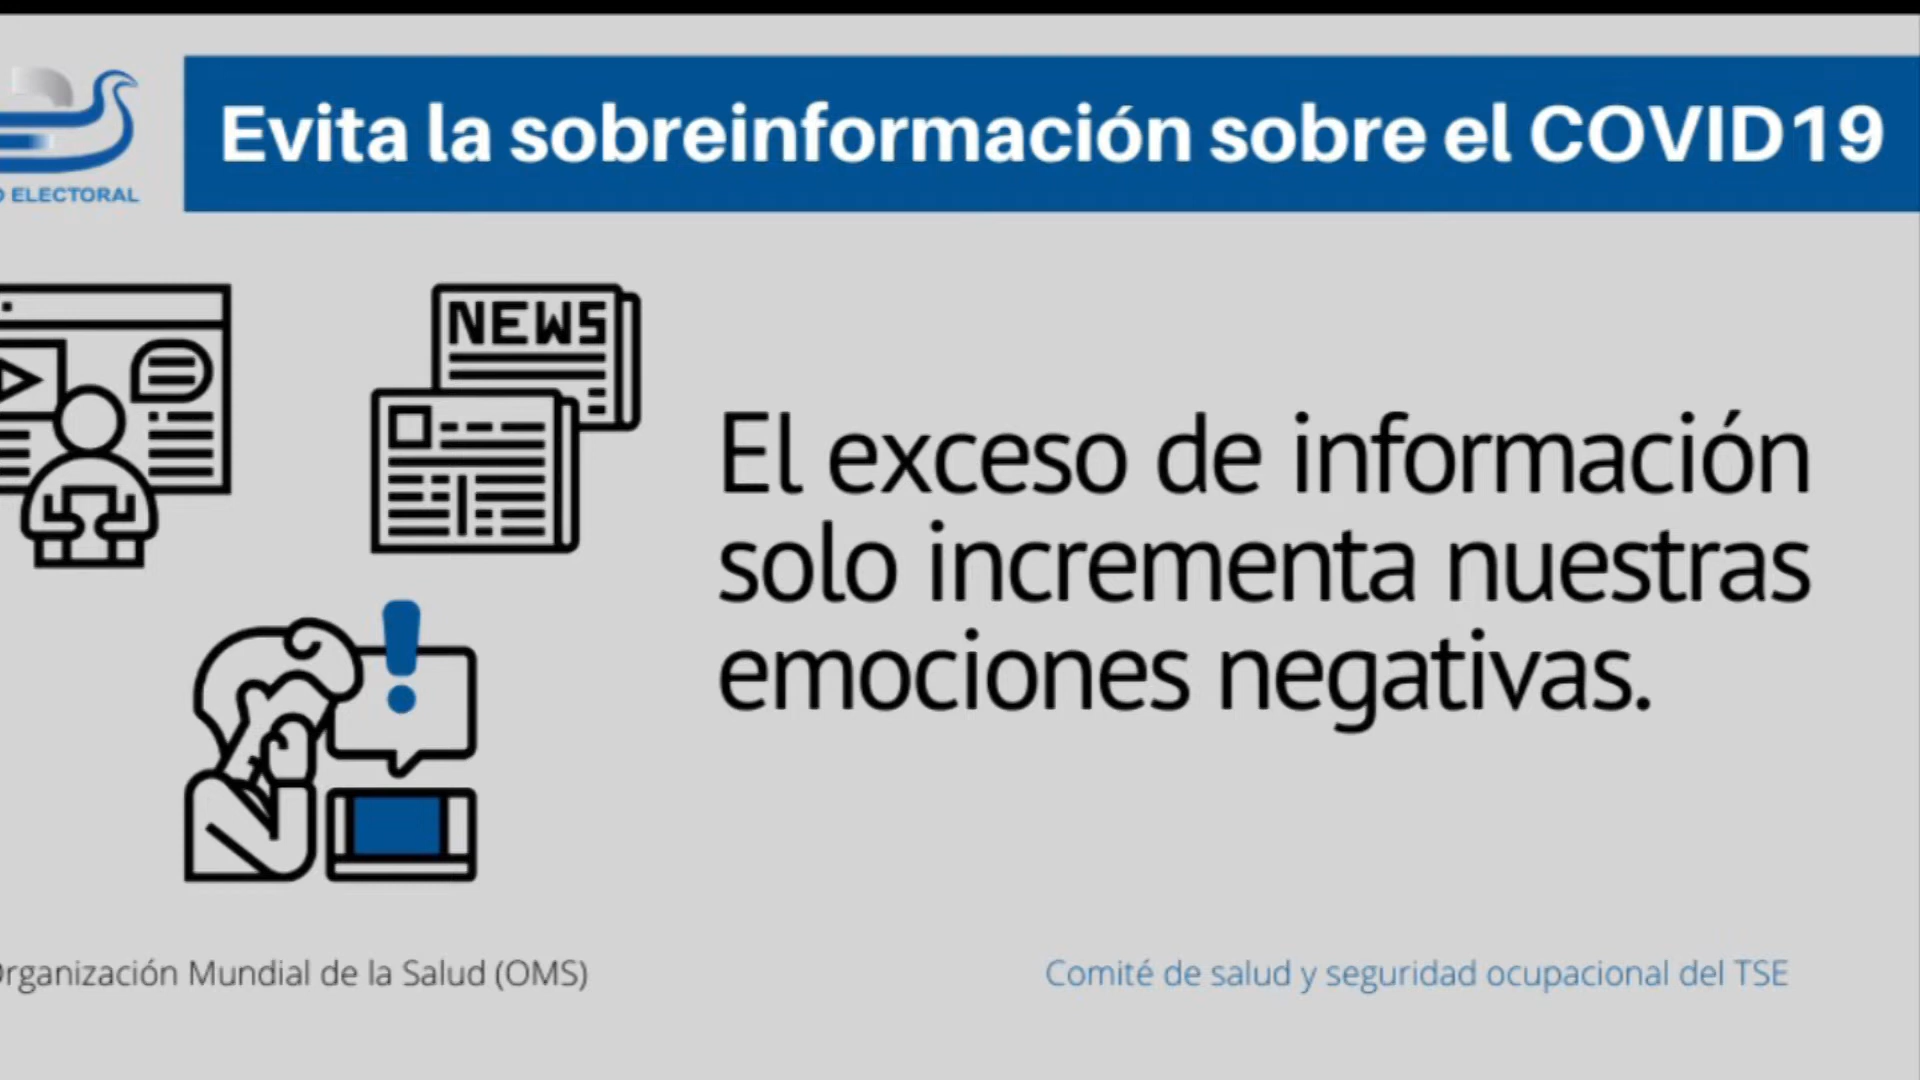 Evita la sobreinformación sobre el COVID19
ELECTORAL
NEWS
El exceso de información
solo incrementa nuestras
emociones negativas.
Mundial de la Salud (OMS)
Comité de salud y seguridad ocupacional del TSE